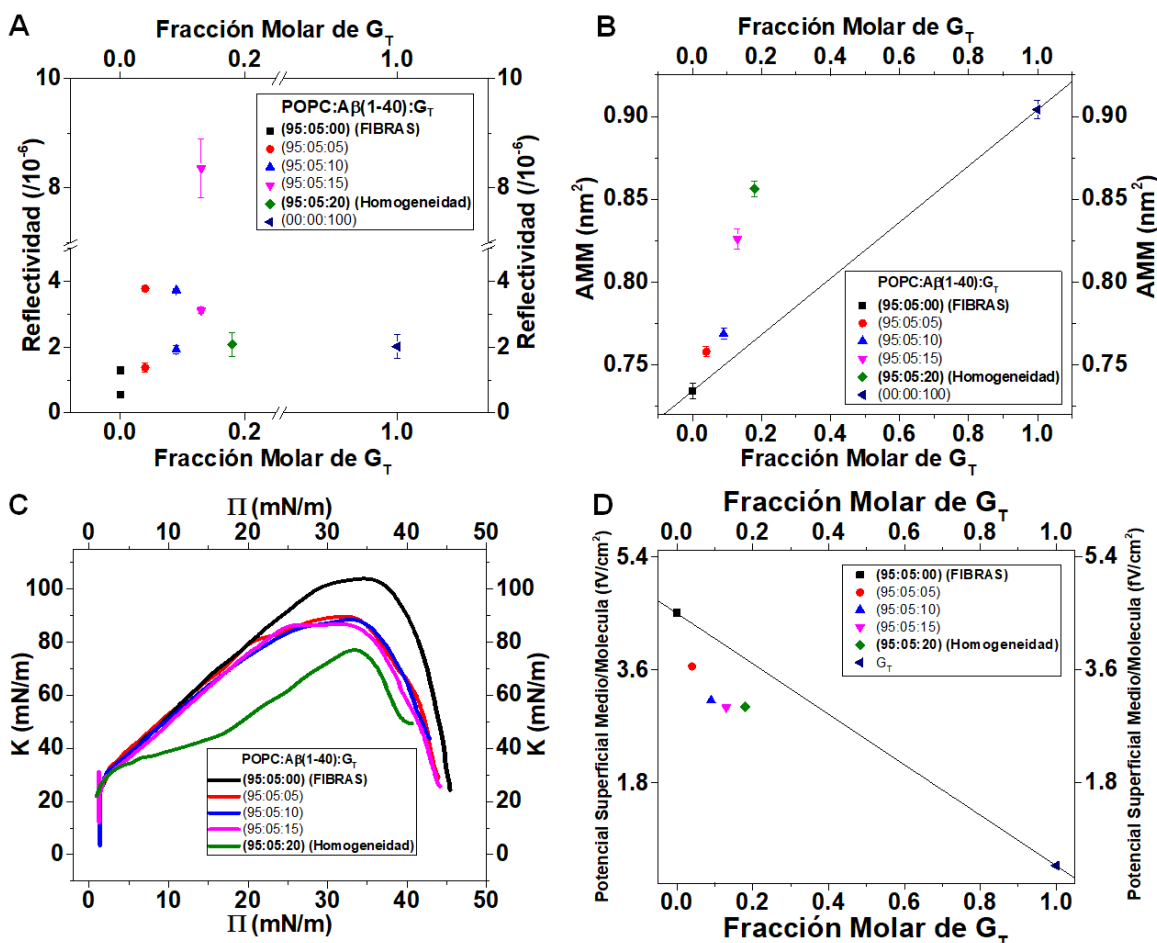 A
Fracción Molar de G_T
0.0 0.2 1.0
10 10
8 8
4 4
2 2
0 0
Reflectividad (/10^-6)
Reflectividad (/10^-6)
POPC:Aβ(1-40):G_T
(95:05:00) (FIBRAS)
(95:05:05)
(95:05:10)
(95:05:15)
(95:05:20) (Homogeneidad)
(00:00:100)
0.0 0.2 1.0
Fracción Molar de G_T
B
Fracción Molar de G_T
0.0 0.2 0.4 0.6 0.8 1.0
0.90 0.90
0.85 0.85
0.80 0.80
0.75 0.75
AMM (nm²)
AMM (nm²)
POPC:Aβ(1-40):G_T
(95:05:00) (FIBRAS)
(95:05:05)
(95:05:10)
(95:05:15)
(95:05:20) (Homogeneidad)
(00:00:100)
0.0 0.2 0.4 0.6 0.8 1.0
Fracción Molar de G_T
C
Π (mN/m)
0 10 20 30 40 50
100 100
80 80
60 60
40 40
20 20
0 0
K (mN/m)
K (mN/m)
POPC:Aβ(1-40):G_T
(95:05:00) (FIBRAS)
(95:05:05)
(95:05:10)
(95:05:15)
(95:05:20) (Homogeneidad)
0 10 20 30 40 50
Π (mN/m)
D
Fracción Molar de G_T
0.0 0.2 0.4 0.6 0.8 1.0
5.4 5.4
3.6 3.6
1.8 1.8
Potencial Superficial Medio/Molecula (fV/cm²)
Potencial Superficial Medio/Molecula (fV/cm²)
(95:05:00) (FIBRAS)
(95:05:05)
(95:05:10)
(95:05:15)
(95:05:20) (Homogeneidad)
G_T
0.0 0.2 0.4 0.6 0.8 1.0
Fracción Molar de G_T